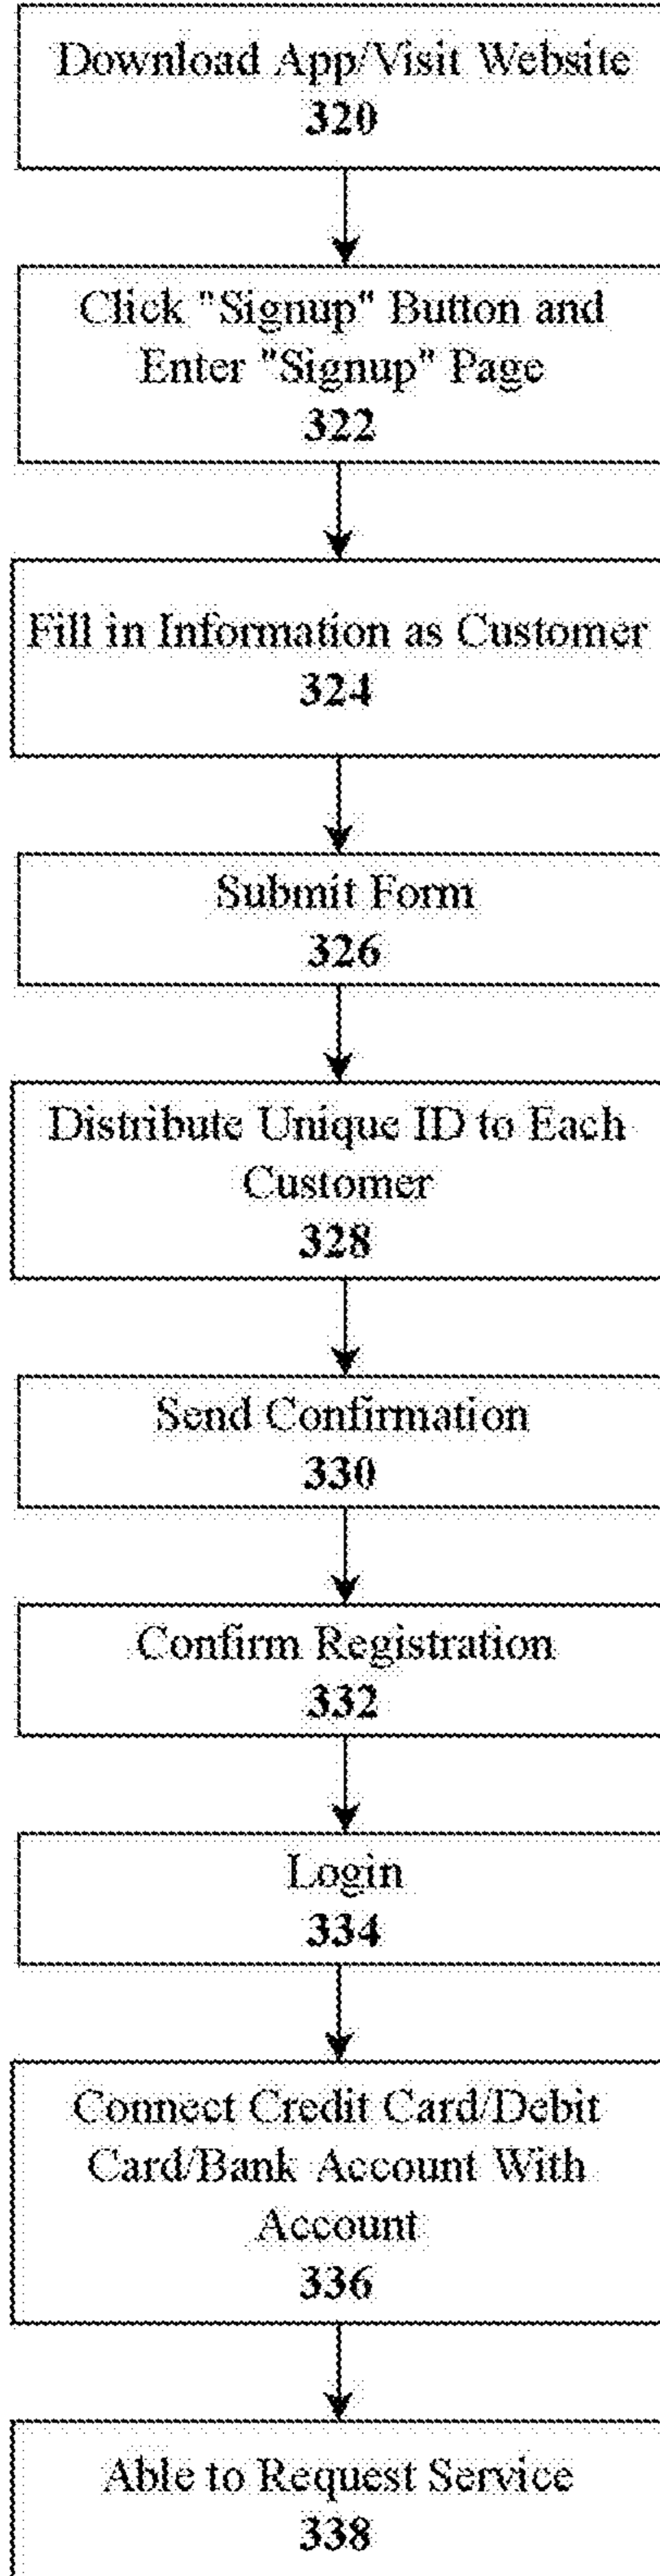 Download App/Visit Website
320
Click "Signup" Button and
Enter "Signup" Page
322
Fill in Information as Customer
324
Submit Form
326
Distribute Unique ID to Each
Customer
328
Send Confirmation
330
Confirm Registration
332
Login
334
Connect Credit Card/Debit
Card/Bank Account With
Account
336
Able to Request Service
338